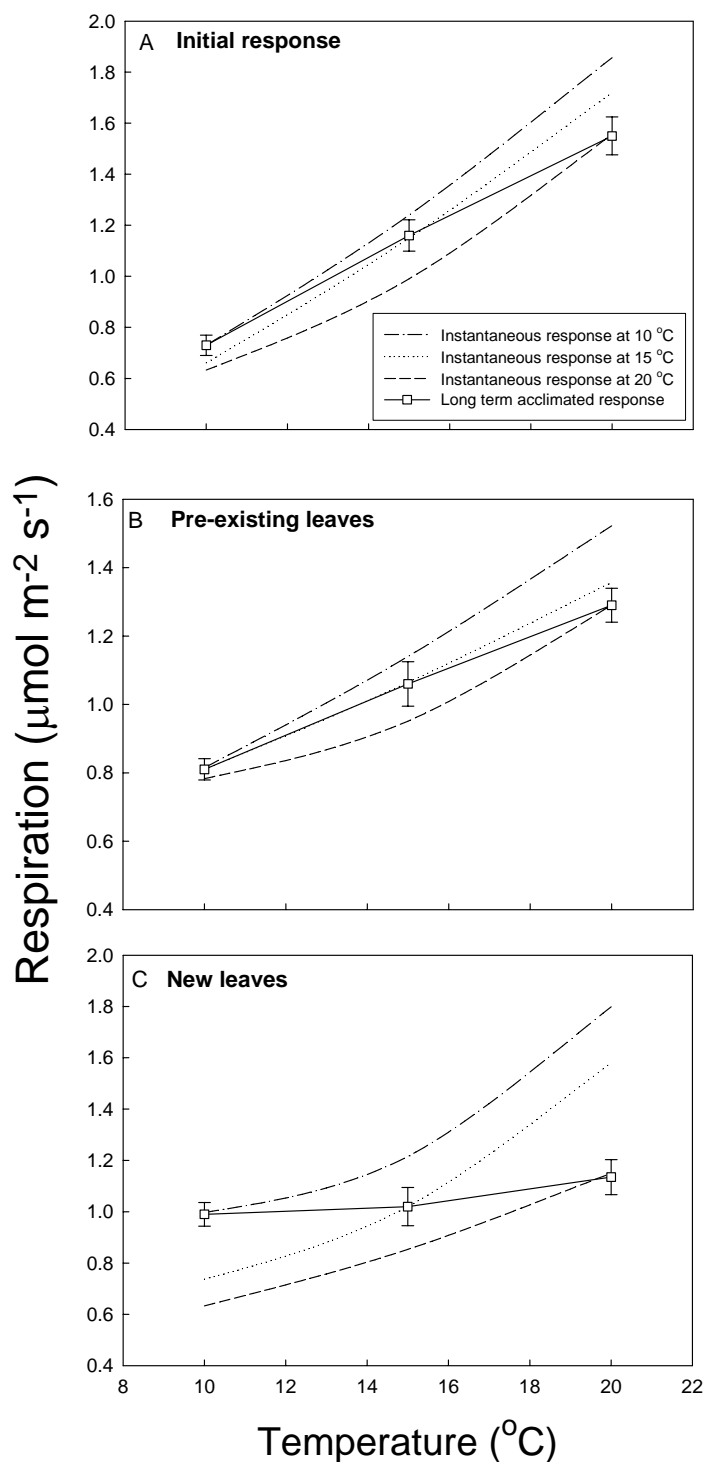 A Initial response
2.0
1.8
1.6
1.4
1.2
1.0
0.8
0.6
0.4
Instantaneous response at 10 °C
Instantaneous response at 15 °C
Instantaneous response at 20 °C
Long term acclimated response
Respiration (μmol m-2 s-1)
B Pre-existing leaves
1.6
1.4
1.2
1.0
0.8
0.6
0.4
C New leaves
2.0
1.8
1.6
1.4
1.2
1.0
0.8
0.6
0.4
8 10 12 14 16 18 20 22
Temperature (°C)